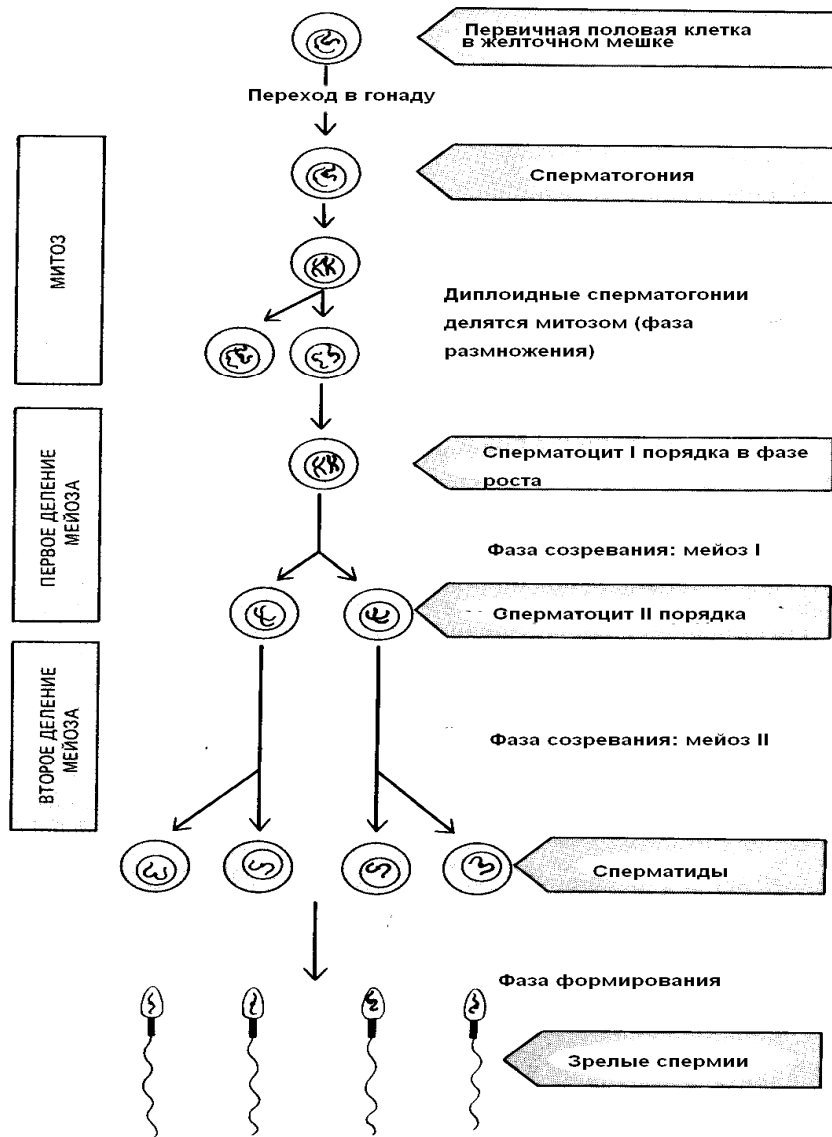 Первичная половая клетка
в желточном мешке
Переход в гонаду
Сперматогония
МИТОЗ
Диплоидные сперматогонии
делятся митозом (фаза
размножения)
Сперматоцит I порядка в фазе
роста
ПЕРВОЕ ДЕЛЕНИЕ
МЕЙОЗА
Фаза созревания: мейоз I
Сперматоцит II порядка
ВТОРОЕ ДЕЛЕНИЕ
МЕЙОЗА
Фаза созревания: мейоз II
Сперматиды
Фаза формирования
Зрелые спермии